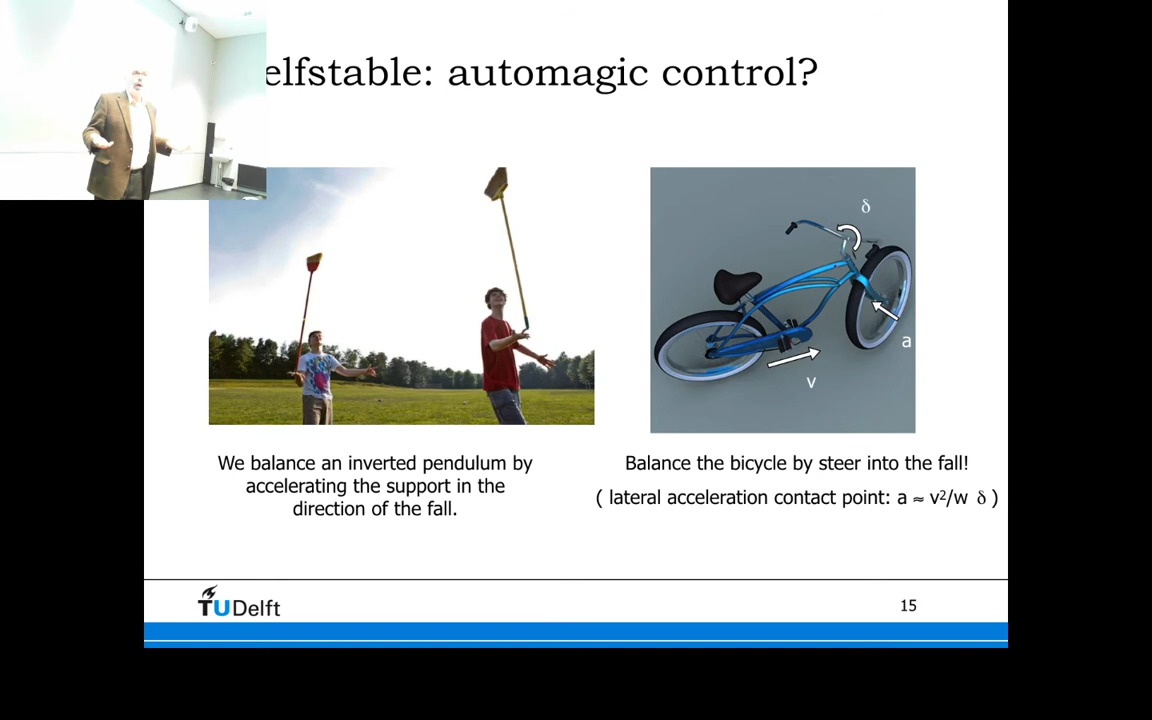 elfstable: automagic control?
δ
a
v
We balance an inverted pendulum by
accelerating the support in the
direction of the fall.
Balance the bicycle by steer into the fall!
( lateral acceleration contact point: a ≈ v²/w δ )
TUDelft
15